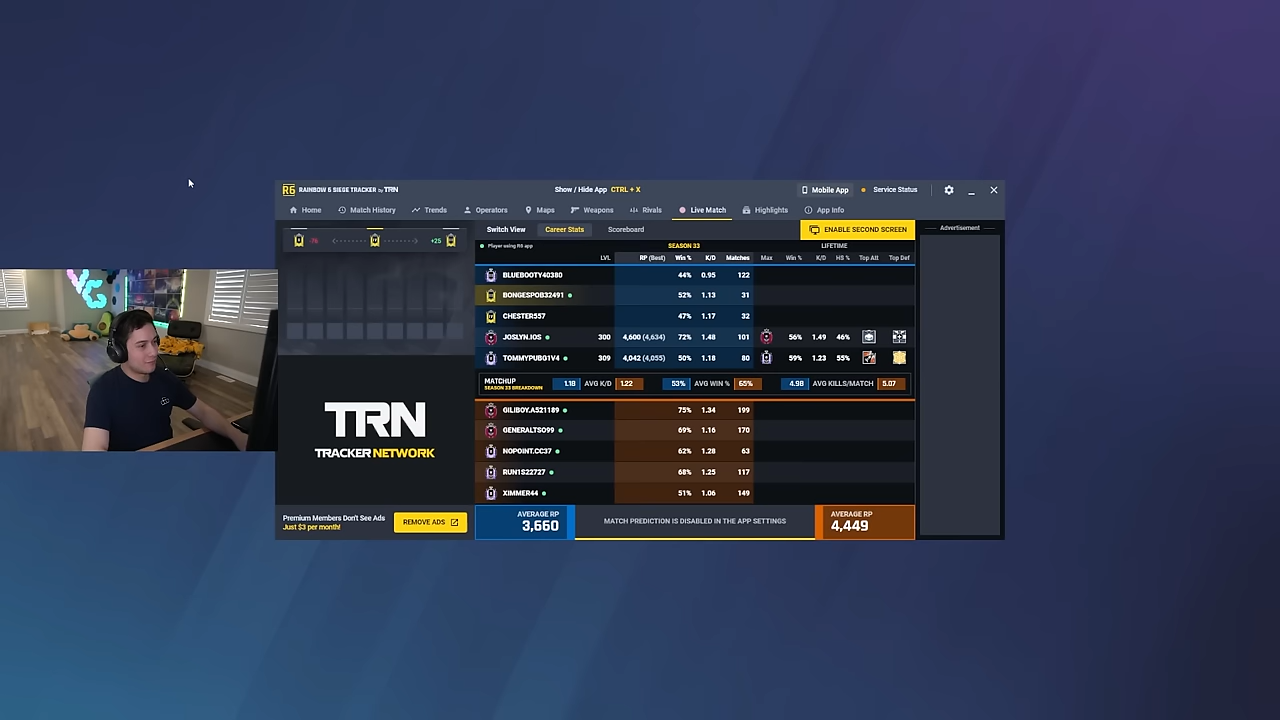 R6 RAINBOW 6 SIEGE TRACKER by TRN
Show / Hide App CTRL + X
Mobile App
Service Status
Home
Match History
Trends
Operators
Maps
Weapons
Rivals
Live Match
Highlights
App Info
-76
+25
Switch View
Career Stats
Scoreboard
ENABLE SECOND SCREEN
Advertisement
Player using R6 app
SEASON 33
LIFETIME
LVL RP (Best) Win % K/D Matches Max Win % K/D HS % Top Att Top Def
BLUEBOOTY40380 44% 0.95 122
BONGESPOB32491 52% 1.13 31
CHESTER557 47% 1.17 32
JOSLYN.IOS 300 4,600 (4,634) 72% 1.48 101 56% 1.49 46%
TOMMYPUBG1V4 309 4,042 (4,055) 50% 1.18 80 59% 1.23 55%
MATCHUP
SEASON 33 BREAKDOWN
1.18 AVG K/D 1.22 53% AVG WIN % 65% 4.98 AVG KILLS/MATCH 5.07
GILIBOY.A521189 75% 1.34 199
GENERALTSO99 69% 1.16 170
NOPOINT.CC37 62% 1.28 63
RUN1S22727 68% 1.25 117
XIMMER44 51% 1.06 149
TRN
TRACKER NETWORK
Premium Members Don't See Ads
Just $3 per month!
REMOVE ADS
AVERAGE RP
3,660
MATCH PREDICTION IS DISABLED IN THE APP SETTINGS
AVERAGE RP
4,449